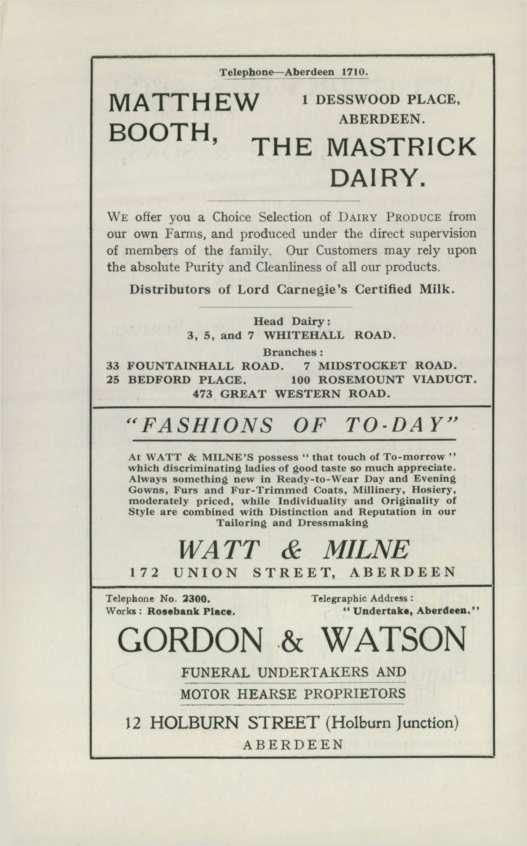 Telephone—Aberdeen 1710.
MATTHEW BOOTH,
1 DESSWOOD PLACE,
ABERDEEN.
THE MASTRICK
DAIRY.
WE offer you a Choice Selection of DAIRY PRODUCE from
our own Farms, and produced under the direct supervision
of members of the family. Our Customers may rely upon
the absolute Purity and Cleanliness of all our products.
Distributors of Lord Carnegie's Certified Milk.
Head Dairy:
3, 5, and 7 WHITEHALL ROAD.
Branches:
33 FOUNTAINHALL ROAD. 7 MIDSTOCKET ROAD.
25 BEDFORD PLACE. 100 ROSEMOUNT VIADUCT.
473 GREAT WESTERN ROAD.
"FASHIONS OF TO-DAY"
At WATT & MILNE'S possess "that touch of To-morrow"
which discriminating ladies of good taste so much appreciate.
Always something new in Ready-to-Wear Day and Evening
Gowns, Furs and Fur-Trimmed Coats, Millinery, Hosiery,
moderately priced, while Individuality and Originality of
Style are combined with Distinction and Reputation in our
Tailoring and Dressmaking
WATT & MILNE
172 UNION STREET, ABERDEEN
Telephone No. 2300. Telegraphic Address:
Works: Rosebank Place. "Undertake, Aberdeen."
GORDON & WATSON
FUNERAL UNDERTAKERS AND
MOTOR HEARSE PROPRIETORS
12 HOLBURN STREET (Holburn Junction)
ABERDEEN